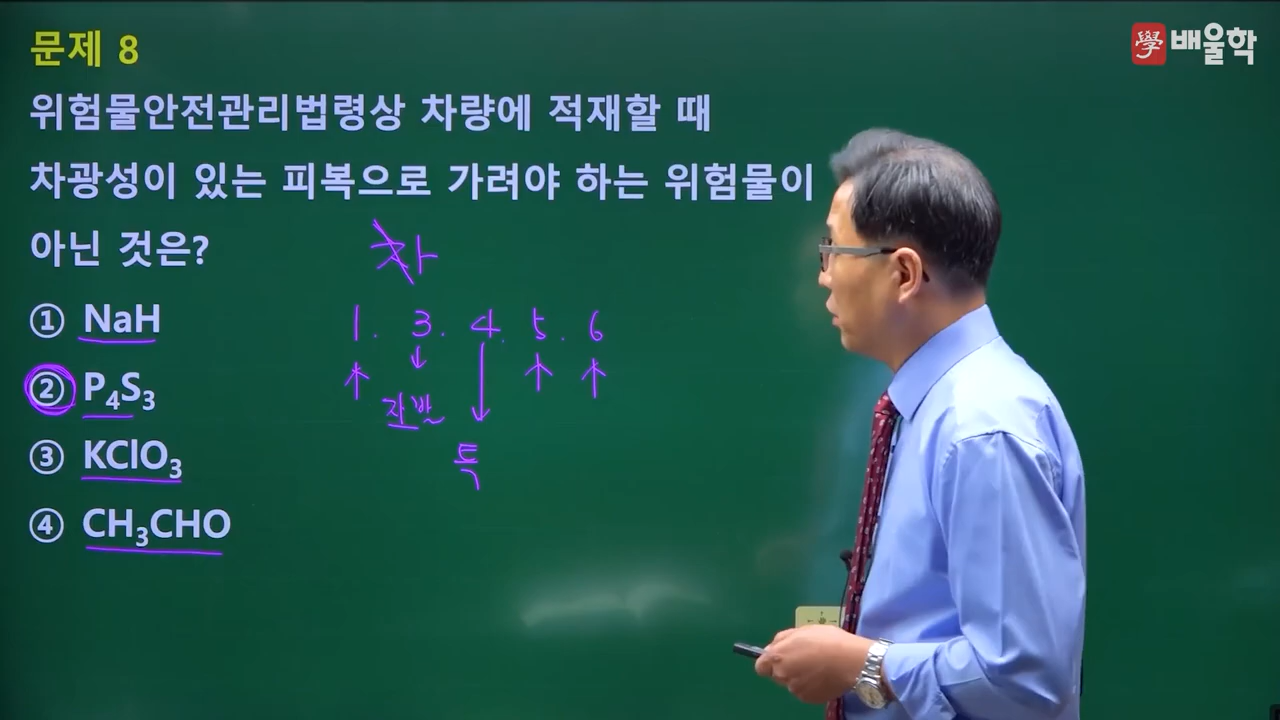 문제 8
學 배울학
위험물안전관리법령상 차량에 적재할 때
차광성이 있는 피복으로 가려야 하는 위험물이
아닌 것은?
차
① NaH
1. 3. 4. 5. 6
② P₄S₃
자발
③ KClO₃
특
④ CH₃CHO